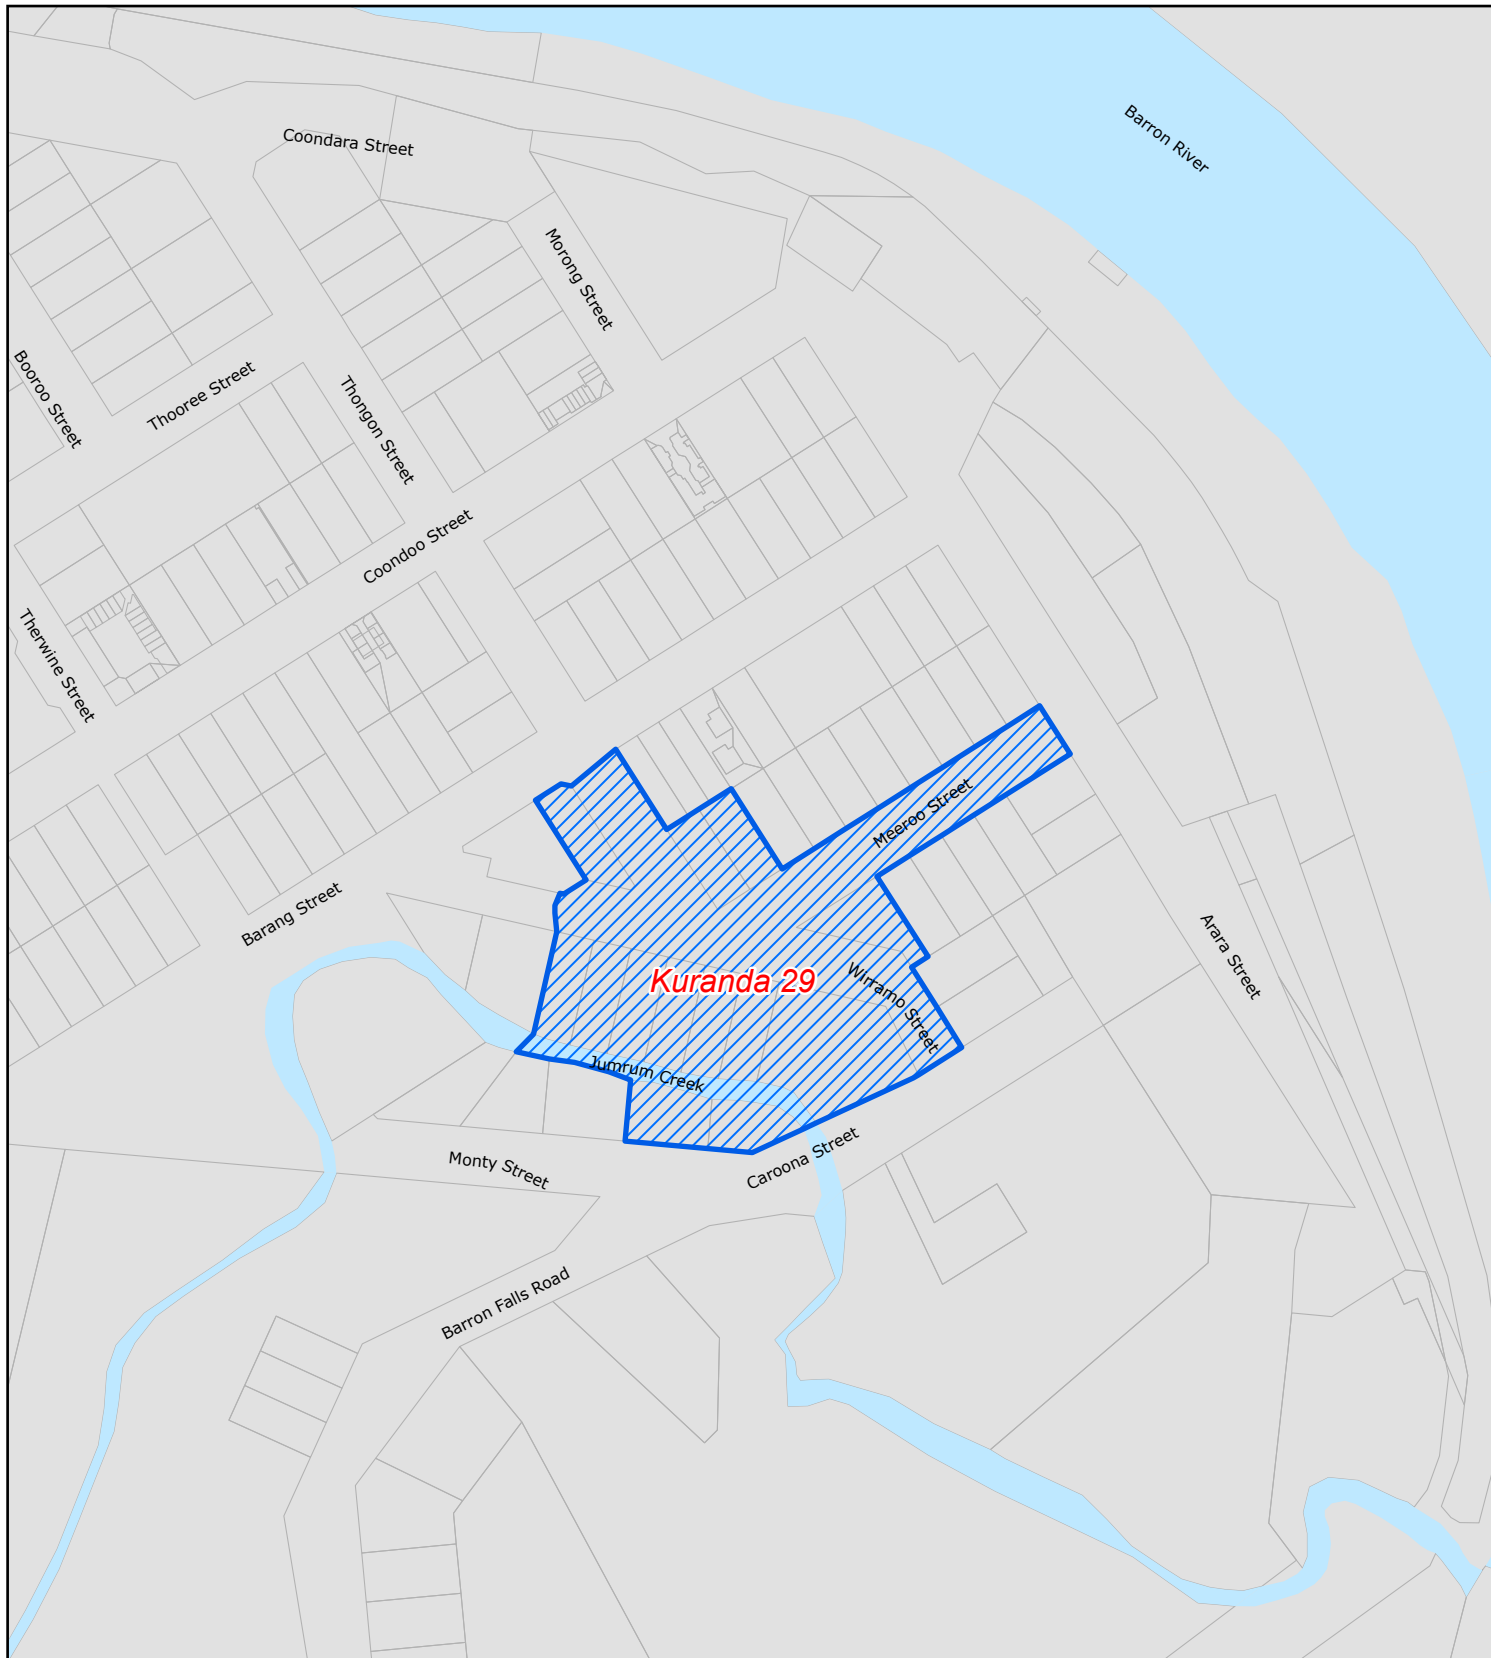 Barron River
Coondara Street
Morong Street
Booroo Street
Thooree Street
Thongon Street
Coondoo Street
Therwine Street
Meeroo Street
Barang Street
Arara Street
Kuranda 29
Wirramo Street
Jumrum Creek
Caroona Street
Monty Street
Barron Falls Road